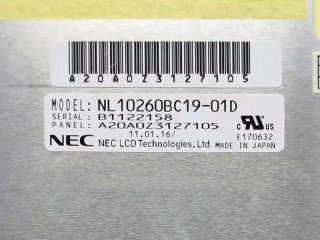 A20A0Z3127105
MODEL: NL10260BC19-01D
SERIAL: B1122158
PANEL: A20A0Z3127105
11.01.16/
E170632
NEC NEC LCD Technologies, Ltd. MADE IN JAPAN